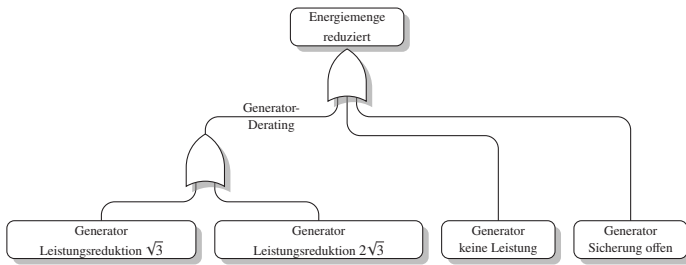 Energiemenge
reduziert
Generator-
Derating
Generator
Leistungsreduktion √3
Generator
Leistungsreduktion 2√3
Generator
keine Leistung
Generator
Sicherung offen